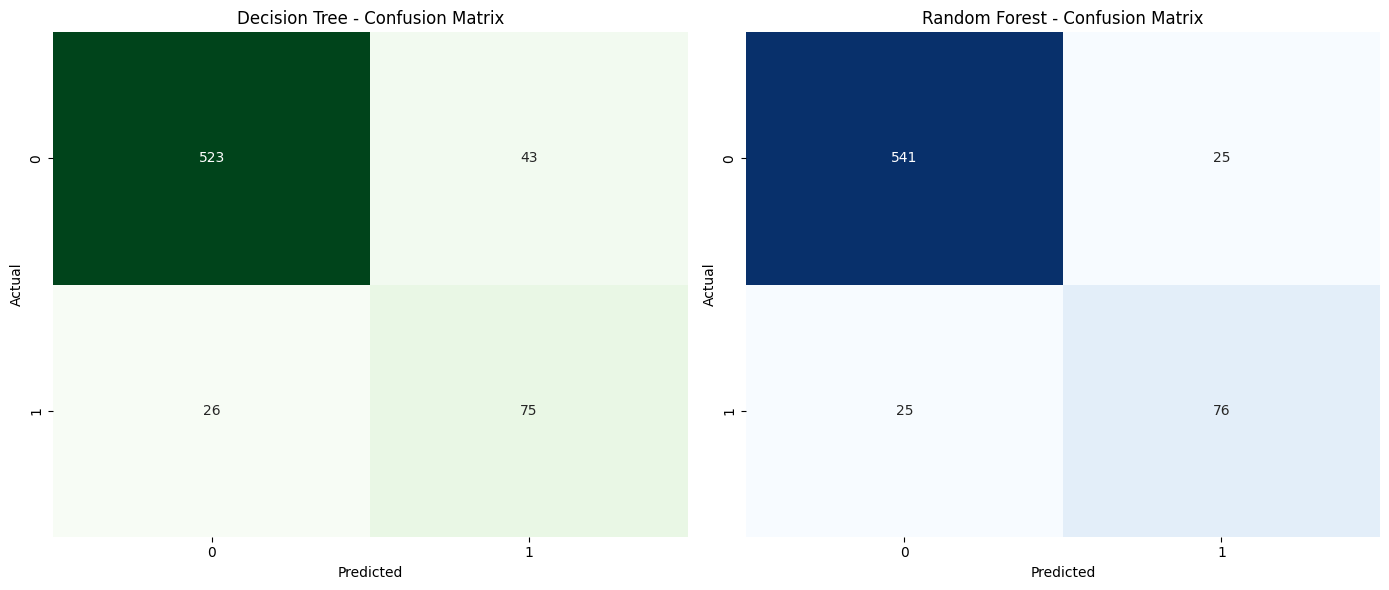 Decision Tree - Confusion Matrix
0
1
Actual
523
43
26
75
0
1
Predicted
Random Forest - Confusion Matrix
0
1
Actual
541
25
25
76
0
1
Predicted